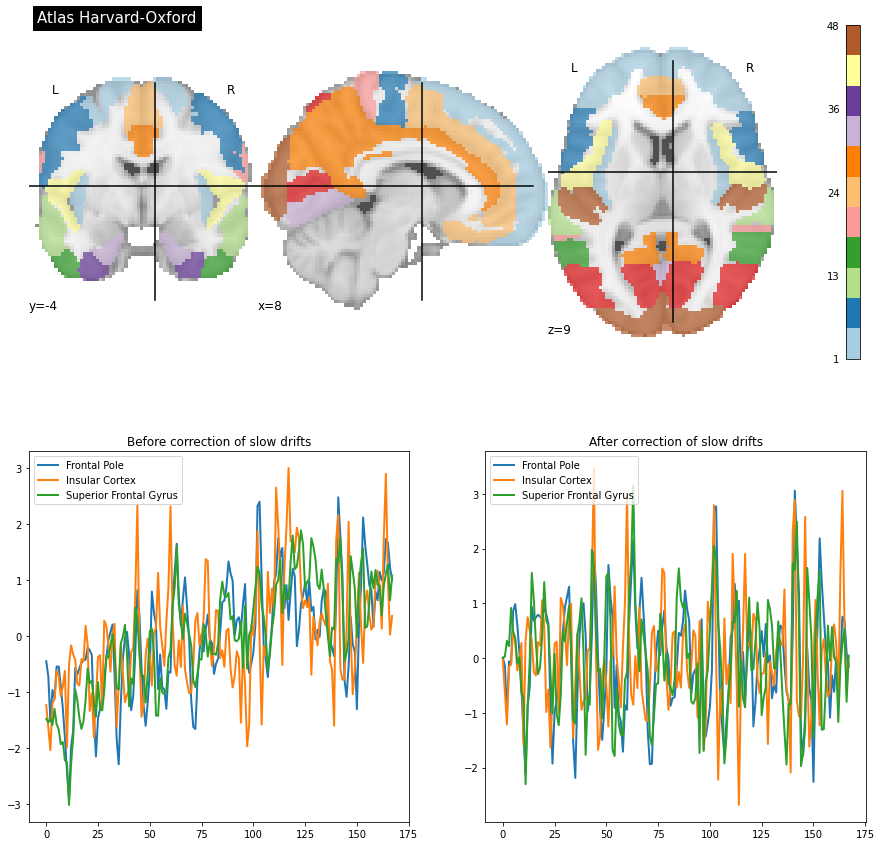 Atlas Harvard-Oxford
L R
L R
y=-4
x=8
z=9
48
36
24
13
1
Before correction of slow drifts
Frontal Pole
Insular Cortex
Superior Frontal Gyrus
3
2
1
0
−1
−2
−3
0 25 50 75 100 125 150 175
After correction of slow drifts
Frontal Pole
Insular Cortex
Superior Frontal Gyrus
3
2
1
0
−1
−2
0 25 50 75 100 125 150 175